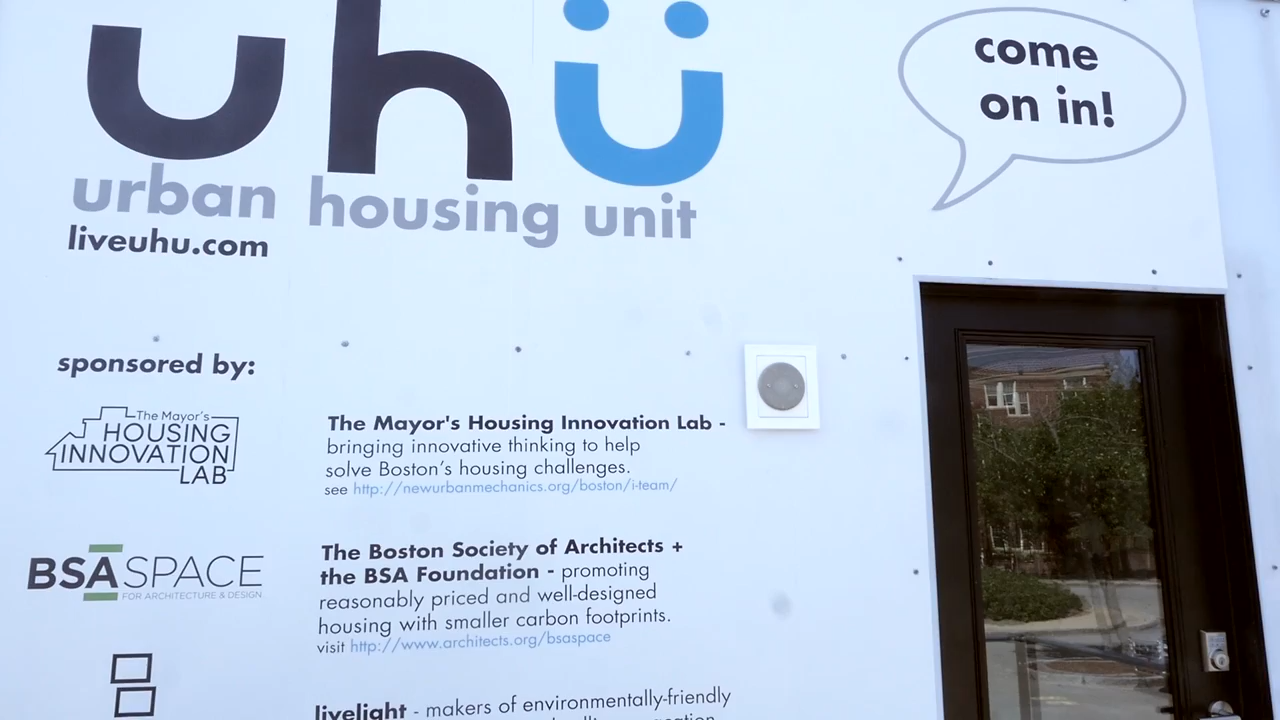 uhü
urban housing unit
liveuhu.com
come
on in!
sponsored by:
The Mayor's
HOUSING
INNOVATION
LAB
The Mayor's Housing Innovation Lab -
bringing innovative thinking to help
solve Boston's housing challenges.
see http://newurbanmechanics.org/boston/i-team/
BSA SPACE
FOR ARCHITECTURE & DESIGN
The Boston Society of Architects +
the BSA Foundation - promoting
reasonably priced and well-designed
housing with smaller carbon footprints.
visit http://www.architects.org/bsaspace
livelight - makers of environmentally-friendly